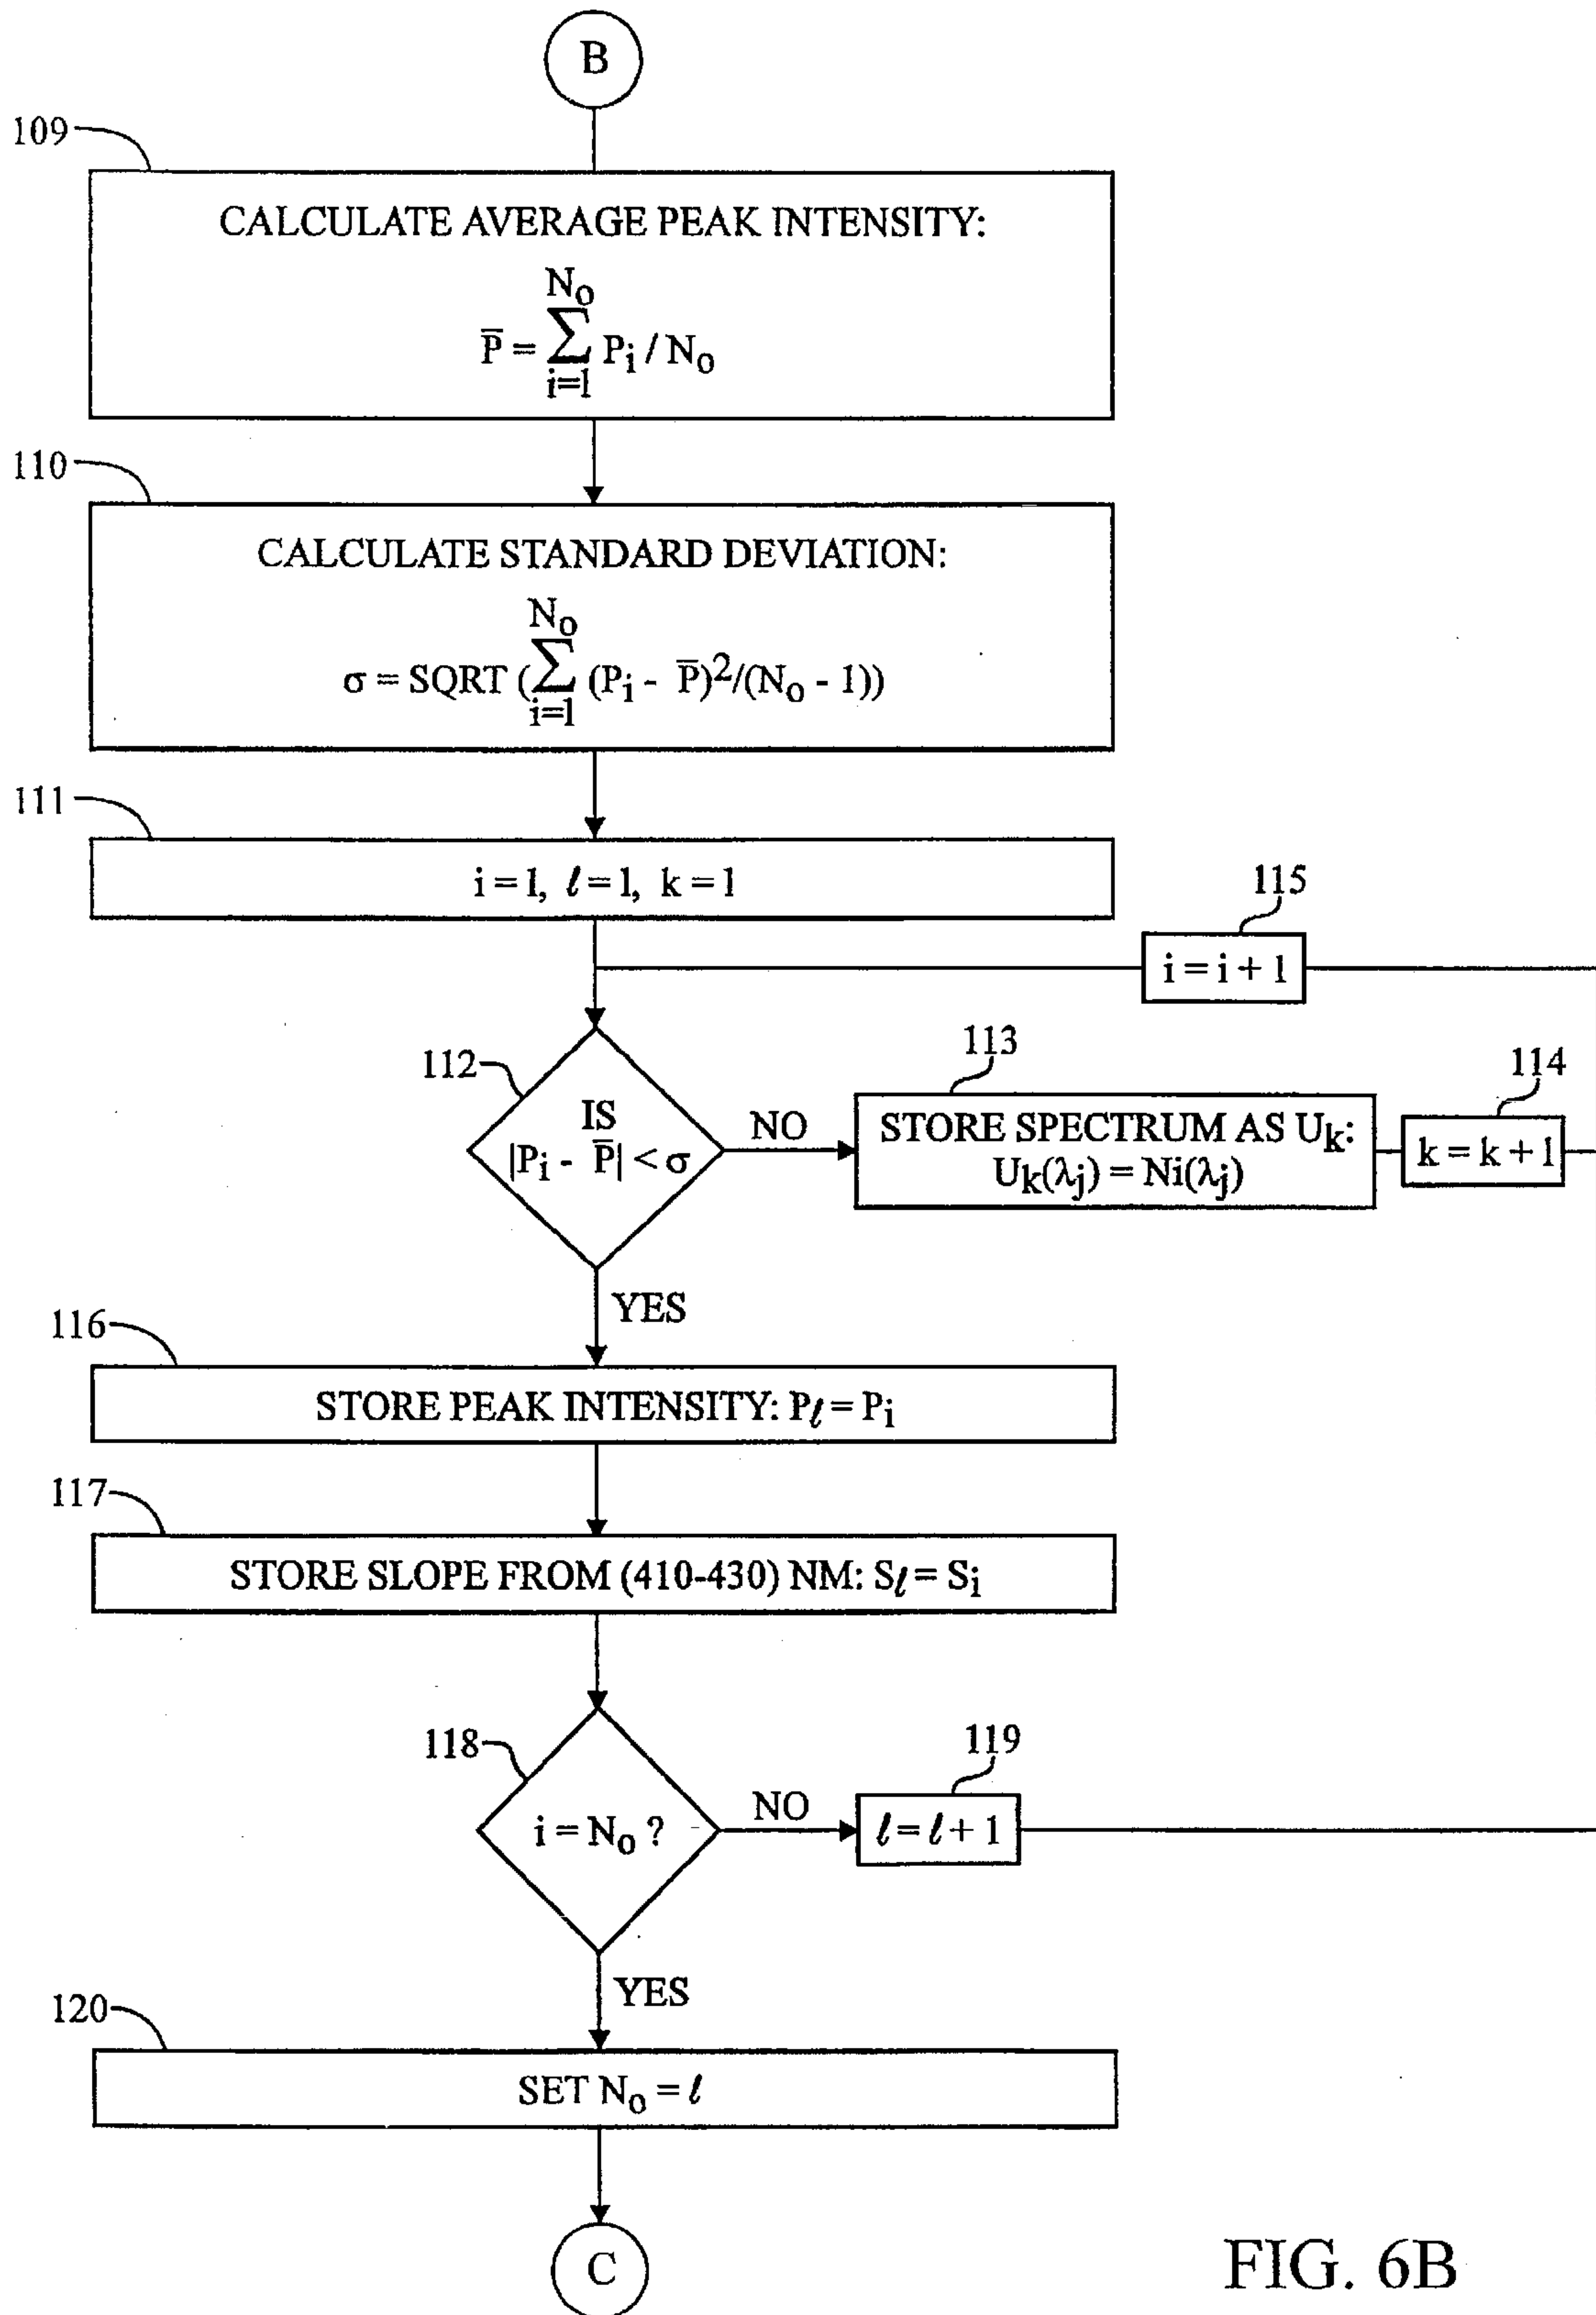 B
109
CALCULATE AVERAGE PEAK INTENSITY:
N₀
P̅ = ∑ Pᵢ / N₀
i=1
110
CALCULATE STANDARD DEVIATION:
N₀
σ = SQRT (∑ (Pᵢ - P̅)²/(N₀ - 1))
i=1
111
i = 1, ℓ = 1, k = 1
115
i = i + 1
112
IS
|Pᵢ - P̅| < σ
NO
113
STORE SPECTRUM AS Uₖ:
Uₖ(λⱼ) = Ni(λⱼ)
114
k = k + 1
YES
116
STORE PEAK INTENSITY: Pℓ = Pᵢ
117
STORE SLOPE FROM (410-430) NM: Sℓ = Sᵢ
118
i = N₀ ?
NO
119
ℓ = ℓ + 1
YES
120
SET N₀ = ℓ
C
FIG. 6B